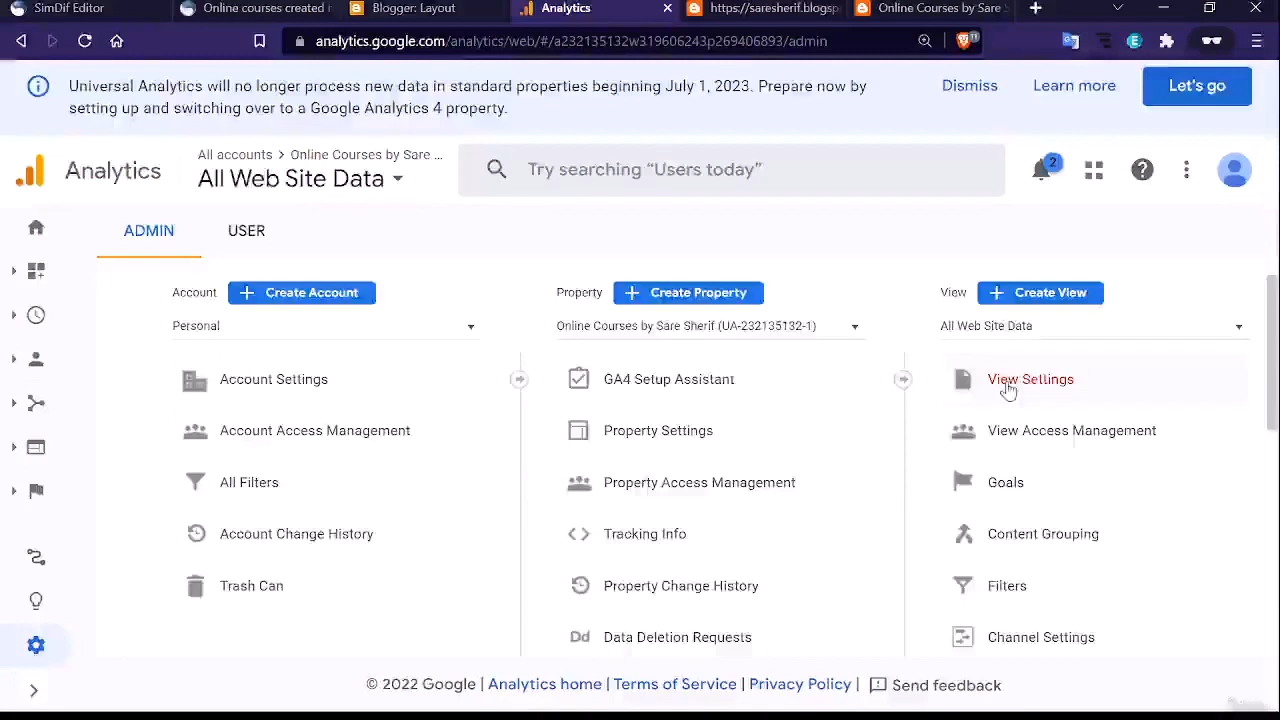 SimDif Editor
Online courses created i
Blogger: Layout
Analytics
https://saresherif.blogsp
Online Courses by Sare S
analytics.google.com/analytics/web/#/a232135132w319606243p269406893/admin
11
Universal Analytics will no longer process new data in standard properties beginning July 1, 2023. Prepare now by
setting up and switching over to a Google Analytics 4 property.
Dismiss
Learn more
Let's go
Analytics
All accounts > Online Courses by Sare ...
All Web Site Data
Try searching “Users today”
2
ADMIN
USER
Account
Create Account
Property
Create Property
View
Create View
Personal
Online Courses by Sare Sherif (UA-232135132-1)
All Web Site Data
Account Settings
GA4 Setup Assistant
View Settings
Account Access Management
Property Settings
View Access Management
All Filters
Property Access Management
Goals
Account Change History
Tracking Info
Content Grouping
Trash Can
Property Change History
Filters
Dd Data Deletion Requests
Channel Settings
© 2022 Google | Analytics home | Terms of Service | Privacy Policy | Send feedback